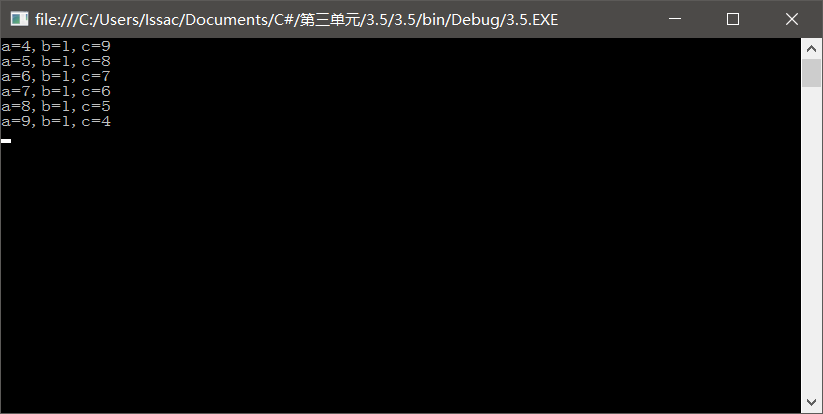 file:///C:/Users/Issac/Documents/C#/第三单元/3.5/3.5/bin/Debug/3.5.EXE
a=4,b=1,c=9
a=5,b=1,c=8
a=6,b=1,c=7
a=7,b=1,c=6
a=8,b=1,c=5
a=9,b=1,c=4